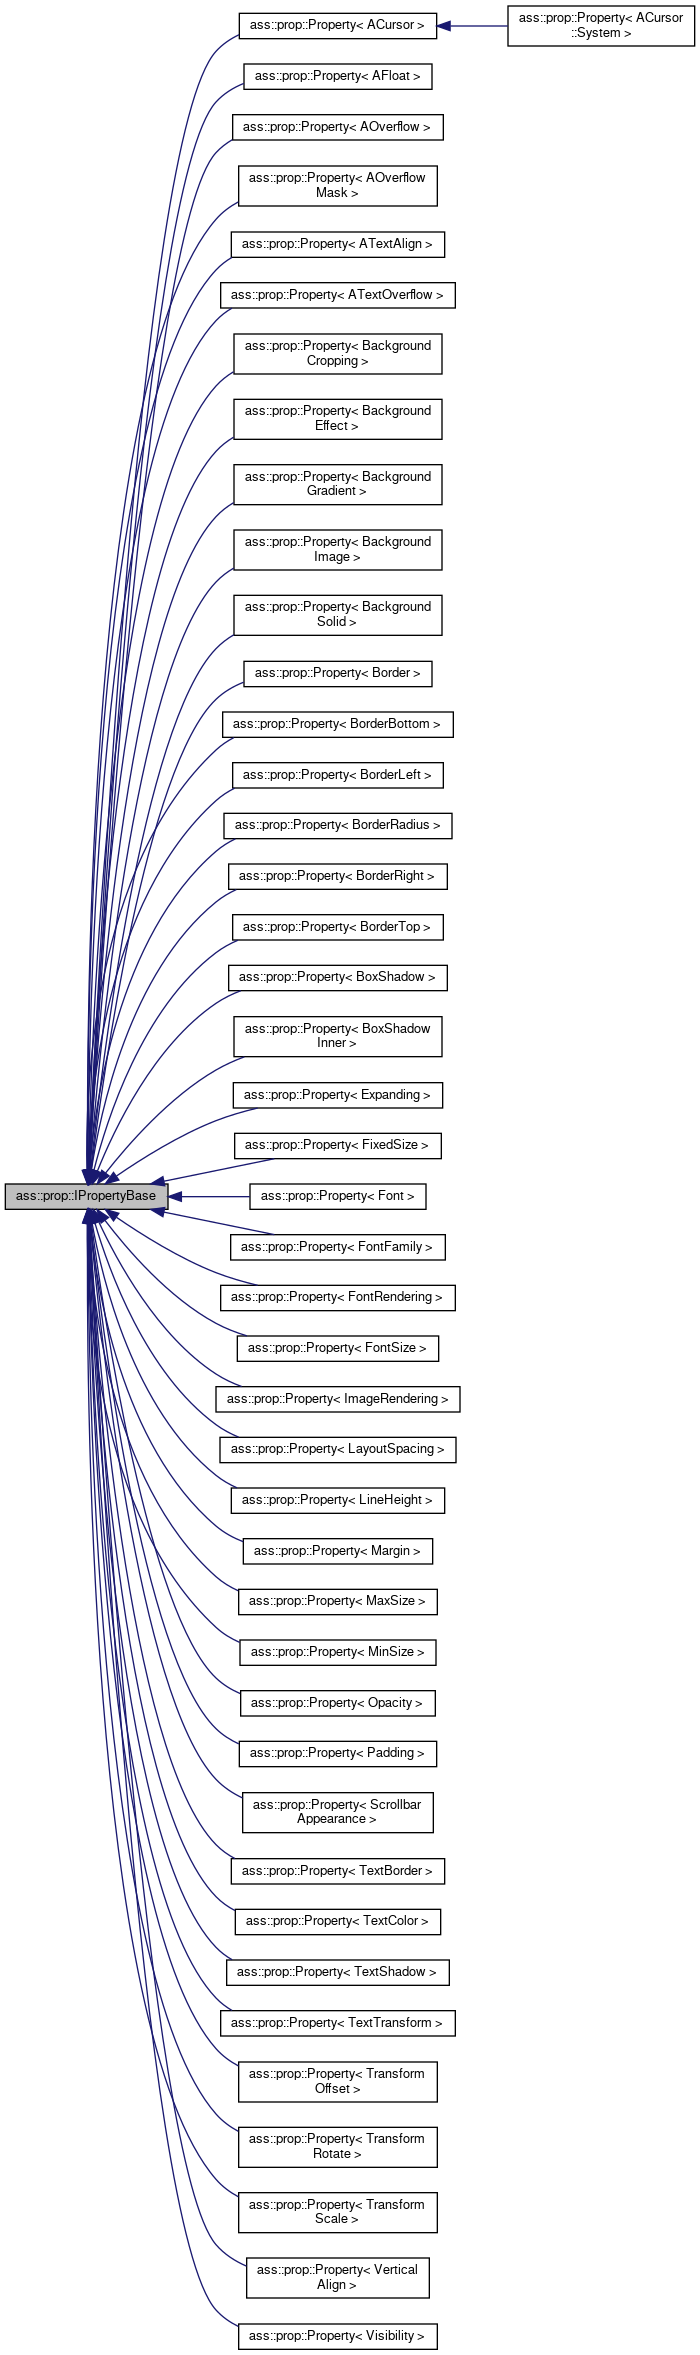 ass::prop::Property< ACursor >
ass::prop::Property< ACursor
::System >
ass::prop::Property< AFloat >
ass::prop::Property< AOverflow >
ass::prop::Property< AOverflow
Mask >
ass::prop::Property< ATextAlign >
ass::prop::Property< ATextOverflow >
ass::prop::Property< Background
Cropping >
ass::prop::Property< Background
Effect >
ass::prop::Property< Background
Gradient >
ass::prop::Property< Background
Image >
ass::prop::Property< Background
Solid >
ass::prop::Property< Border >
ass::prop::Property< BorderBottom >
ass::prop::Property< BorderLeft >
ass::prop::Property< BorderRadius >
ass::prop::Property< BorderRight >
ass::prop::Property< BorderTop >
ass::prop::Property< BoxShadow >
ass::prop::Property< BoxShadow
Inner >
ass::prop::Property< Expanding >
ass::prop::Property< FixedSize >
ass::prop::IPropertyBase
ass::prop::Property< Font >
ass::prop::Property< FontFamily >
ass::prop::Property< FontRendering >
ass::prop::Property< FontSize >
ass::prop::Property< ImageRendering >
ass::prop::Property< LayoutSpacing >
ass::prop::Property< LineHeight >
ass::prop::Property< Margin >
ass::prop::Property< MaxSize >
ass::prop::Property< MinSize >
ass::prop::Property< Opacity >
ass::prop::Property< Padding >
ass::prop::Property< Scrollbar
Appearance >
ass::prop::Property< TextBorder >
ass::prop::Property< TextColor >
ass::prop::Property< TextShadow >
ass::prop::Property< TextTransform >
ass::prop::Property< Transform
Offset >
ass::prop::Property< Transform
Rotate >
ass::prop::Property< Transform
Scale >
ass::prop::Property< Vertical
Align >
ass::prop::Property< Visibility >